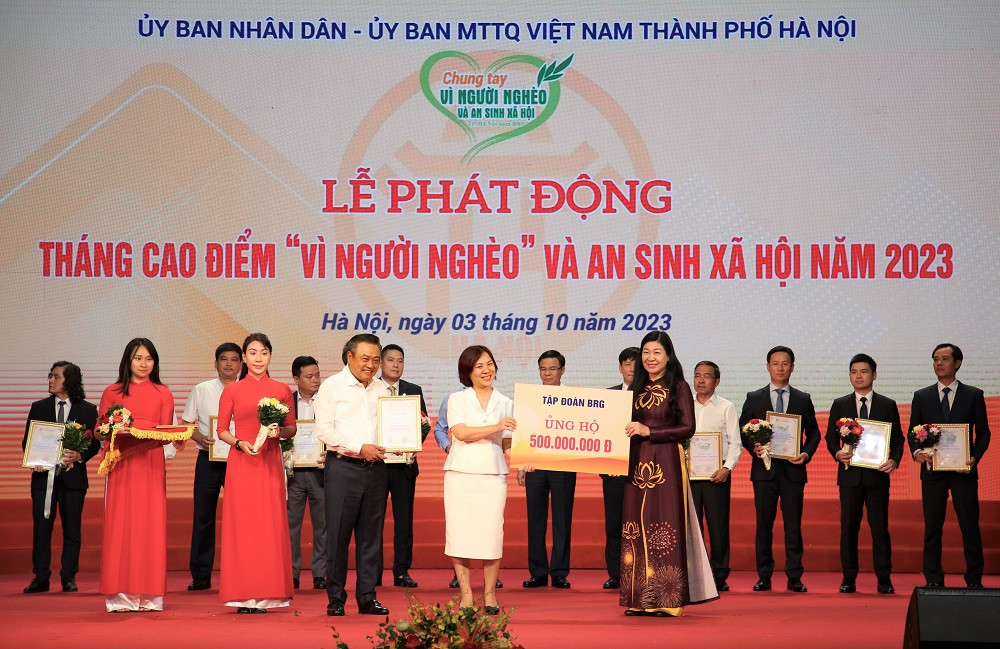 ỦY BAN NHÂN DÂN - ỦY BAN MTTQ VIỆT NAM THÀNH PHỐ HÀ NỘI
Chung tay
VÌ NGƯỜI NGHÈO
VÀ AN SINH XÃ HỘI
LỄ PHÁT ĐỘNG
THÁNG CAO ĐIỂM “VÌ NGƯỜI NGHÈO” VÀ AN SINH XÃ HỘI NĂM 2023
Hà Nội, ngày 03 tháng 10 năm 2023
TẬP ĐOÀN BRG
ỦNG HỘ
500.000.000 Đ